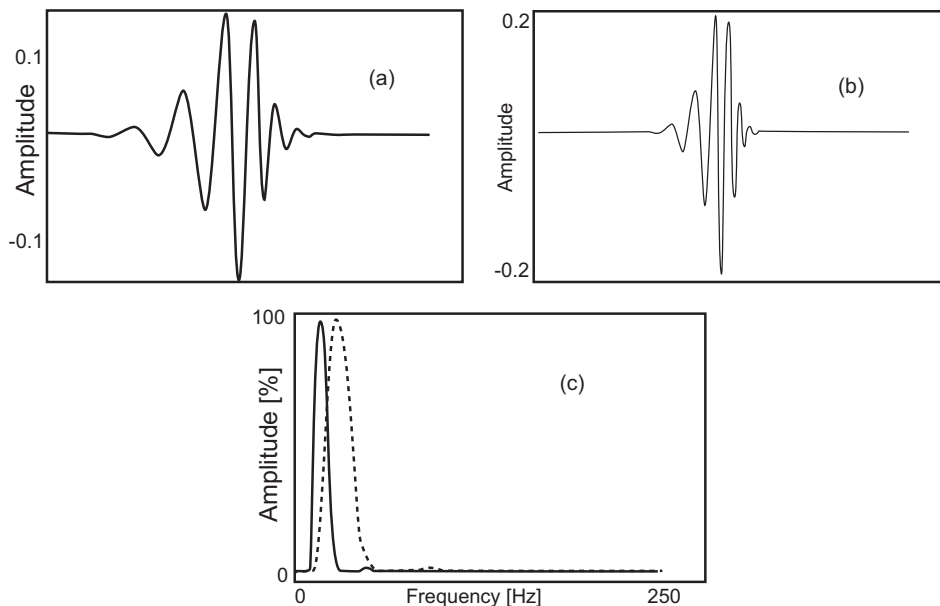 0.1
Amplitude
-0.1
(a)
0.2
Amplitude
-0.2
(b)
100
Amplitude [%]
0
(c)
0 Frequency [Hz] 250